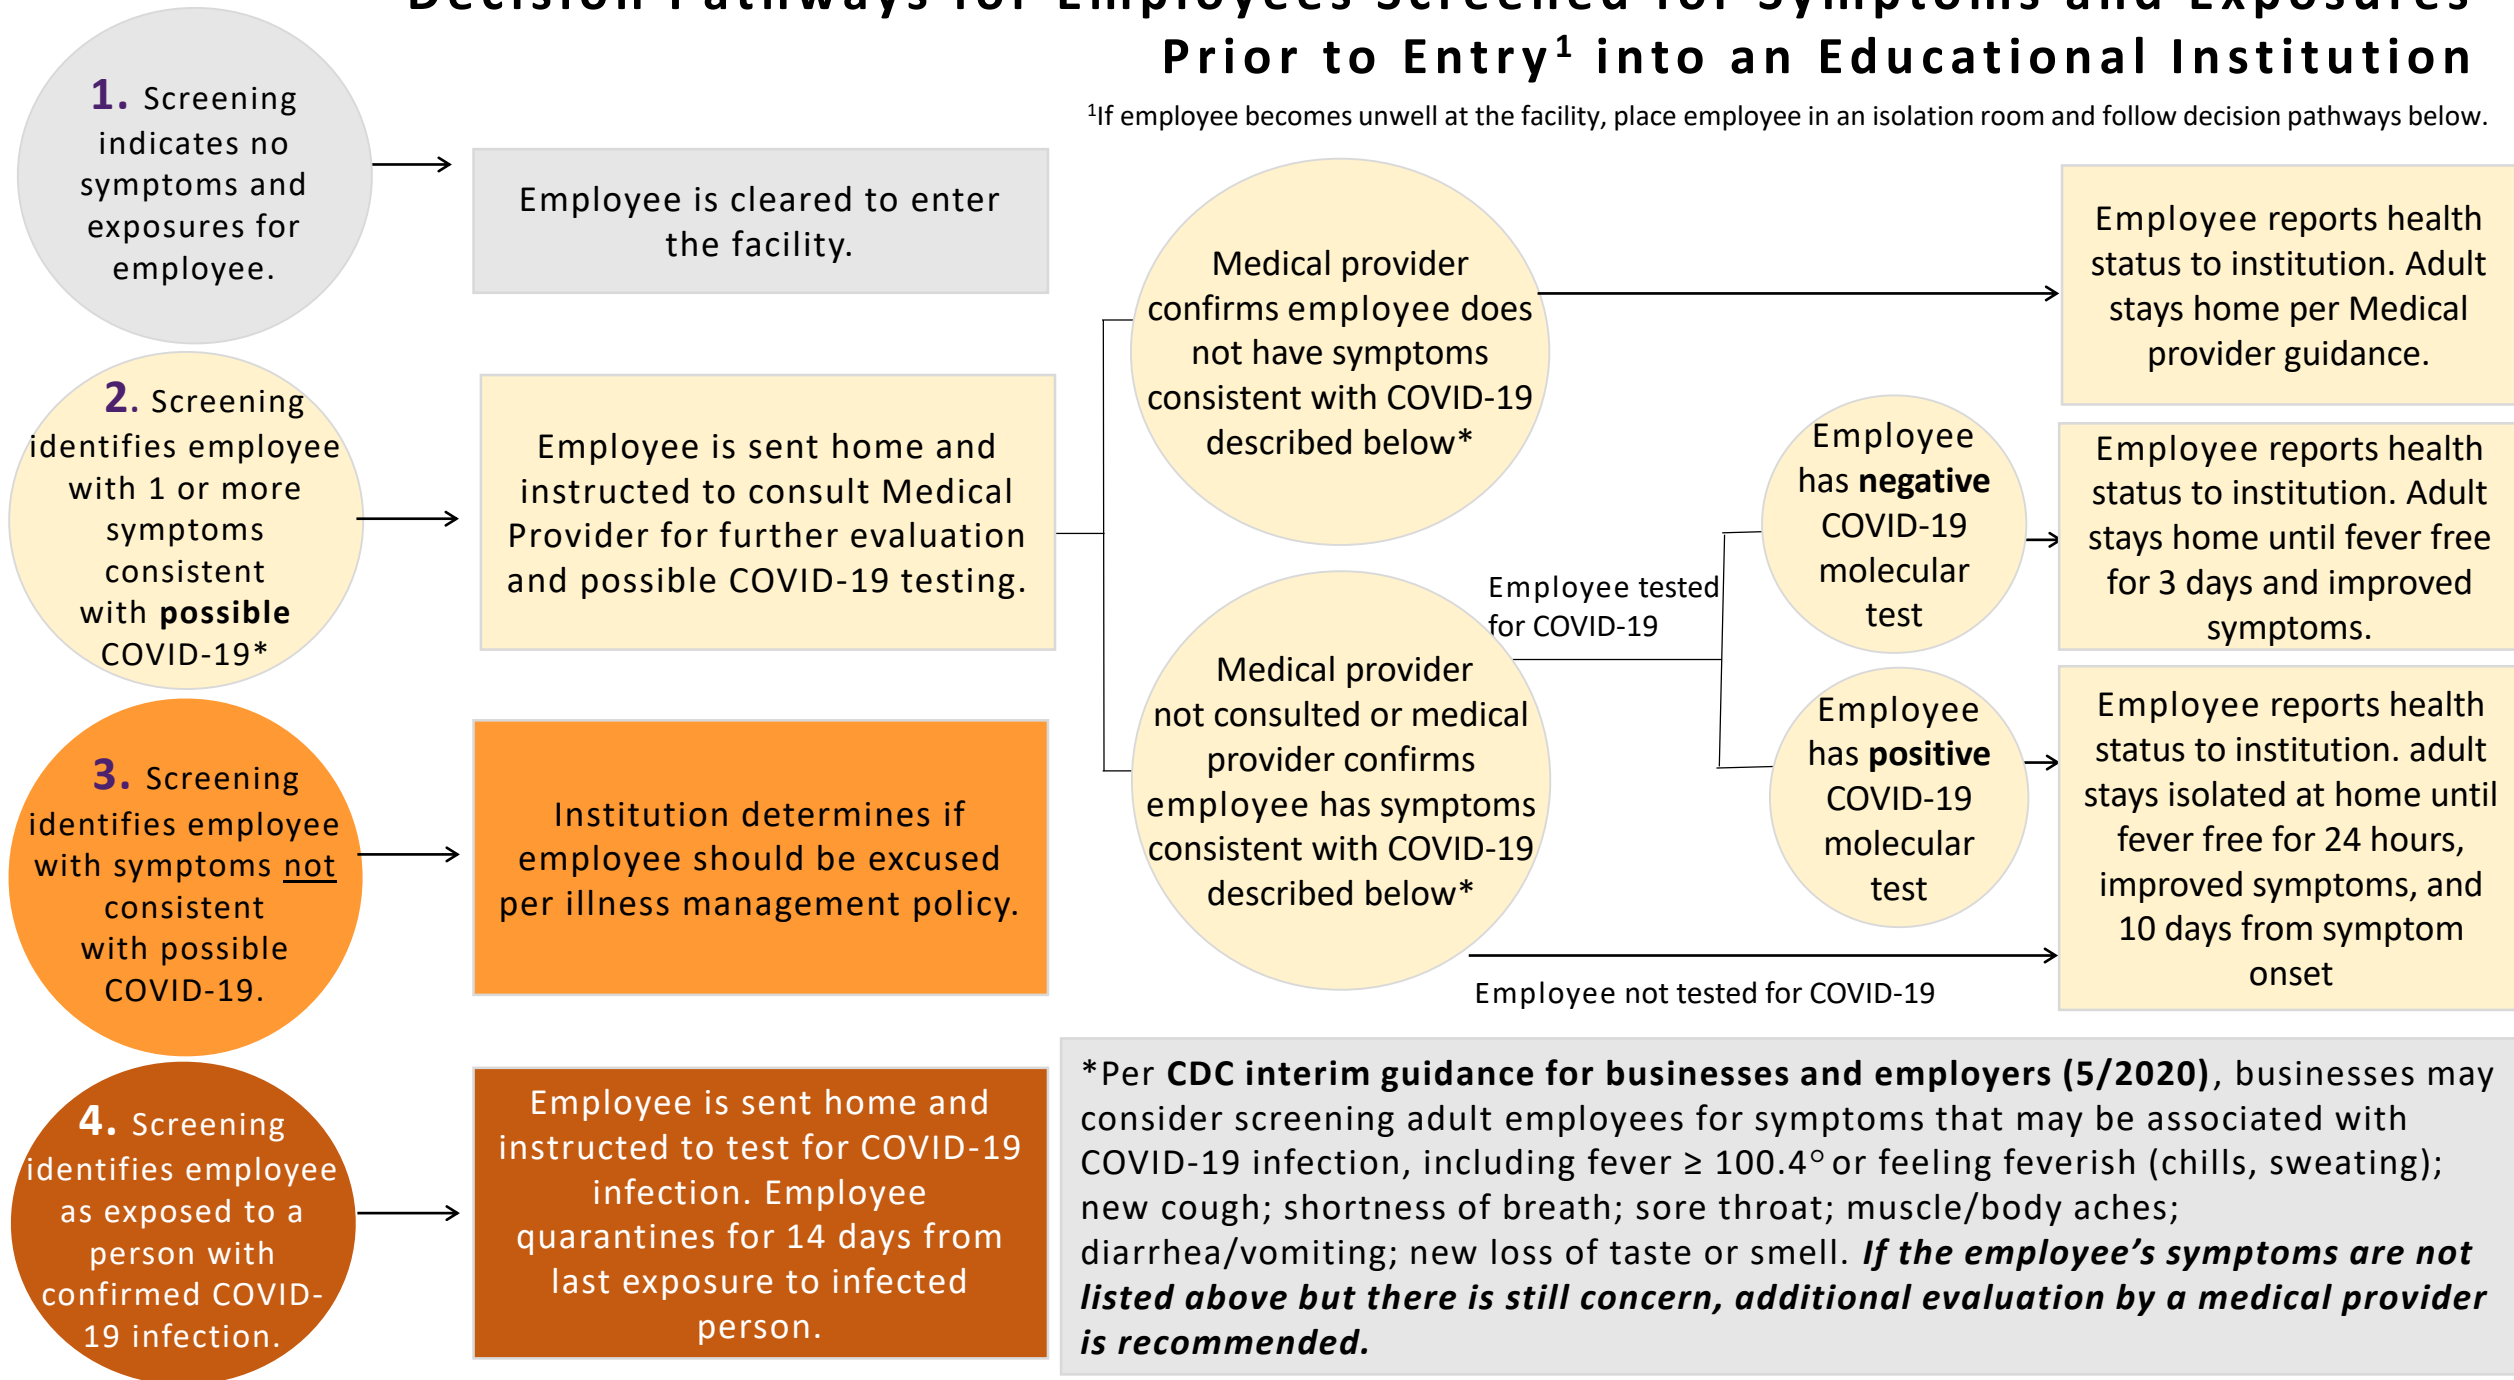 Decision Pathways for Employees Screened for Symptoms and Exposures
Prior to Entry¹ into an Educational Institution
¹If employee becomes unwell at the facility, place employee in an isolation room and follow decision pathways below.
1. Screening
indicates no
symptoms and
exposures for
employee.
Employee is cleared to enter
the facility.
2. Screening
identifies employee
with 1 or more
symptoms
consistent
with possible
COVID-19*
Employee is sent home and
instructed to consult Medical
Provider for further evaluation
and possible COVID-19 testing.
Medical provider
confirms employee does
not have symptoms
consistent with COVID-19
described below*
Employee reports health
status to institution. Adult
stays home per Medical
provider guidance.
Medical provider
not consulted or medical
provider confirms
employee has symptoms
consistent with COVID-19
described below*
Employee tested
for COVID-19
Employee
has negative
COVID-19
molecular
test
Employee reports health
status to institution. Adult
stays home until fever free
for 3 days and improved
symptoms.
Employee
has positive
COVID-19
molecular
test
Employee reports health
status to institution. adult
stays isolated at home until
fever free for 24 hours,
improved symptoms, and
10 days from symptom
onset
Employee not tested for COVID-19
3. Screening
identifies employee
with symptoms not
consistent
with possible
COVID-19.
Institution determines if
employee should be excused
per illness management policy.
4. Screening
identifies employee
as exposed to a
person with
confirmed COVID-
19 infection.
Employee is sent home and
instructed to test for COVID-19
infection. Employee
quarantines for 14 days from
last exposure to infected
person.
*Per CDC interim guidance for businesses and employers (5/2020), businesses may
consider screening adult employees for symptoms that may be associated with
COVID-19 infection, including fever ≥ 100.4° or feeling feverish (chills, sweating);
new cough; shortness of breath; sore throat; muscle/body aches;
diarrhea/vomiting; new loss of taste or smell. If the employee’s symptoms are not
listed above but there is still concern, additional evaluation by a medical provider
is recommended.